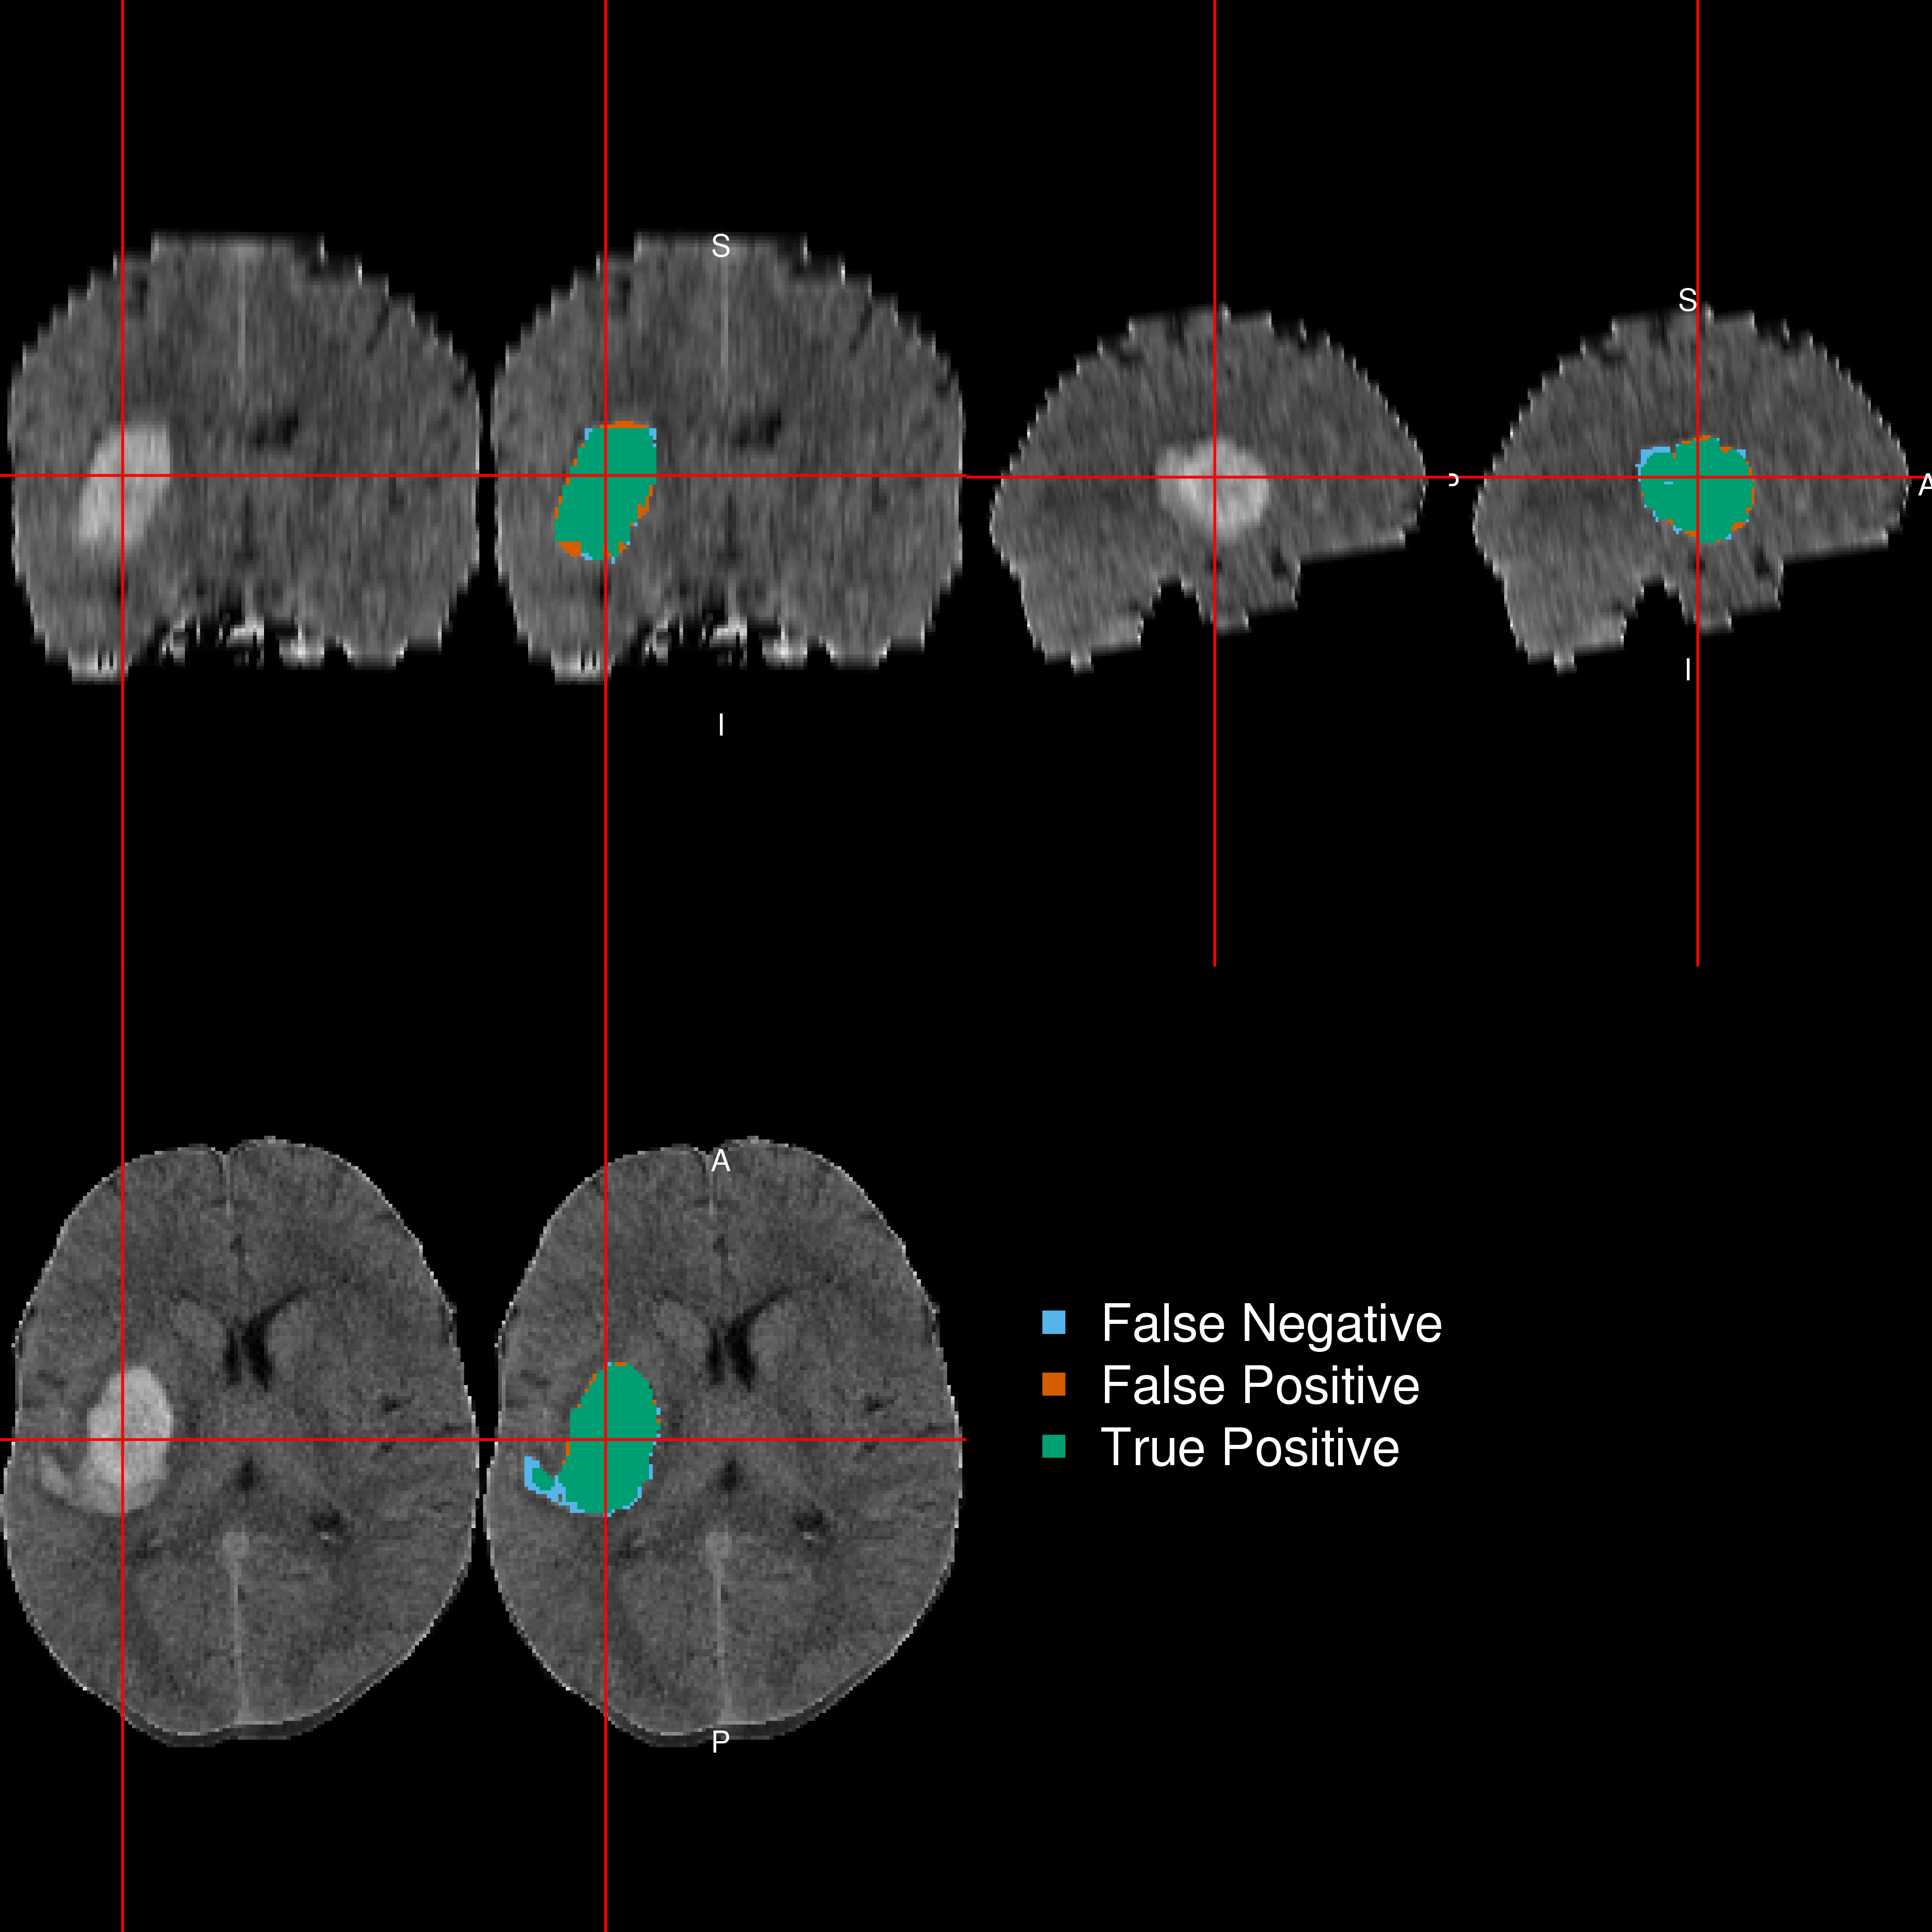 S
S
A
I
I
A
False Negative
False Positive
True Positive
P